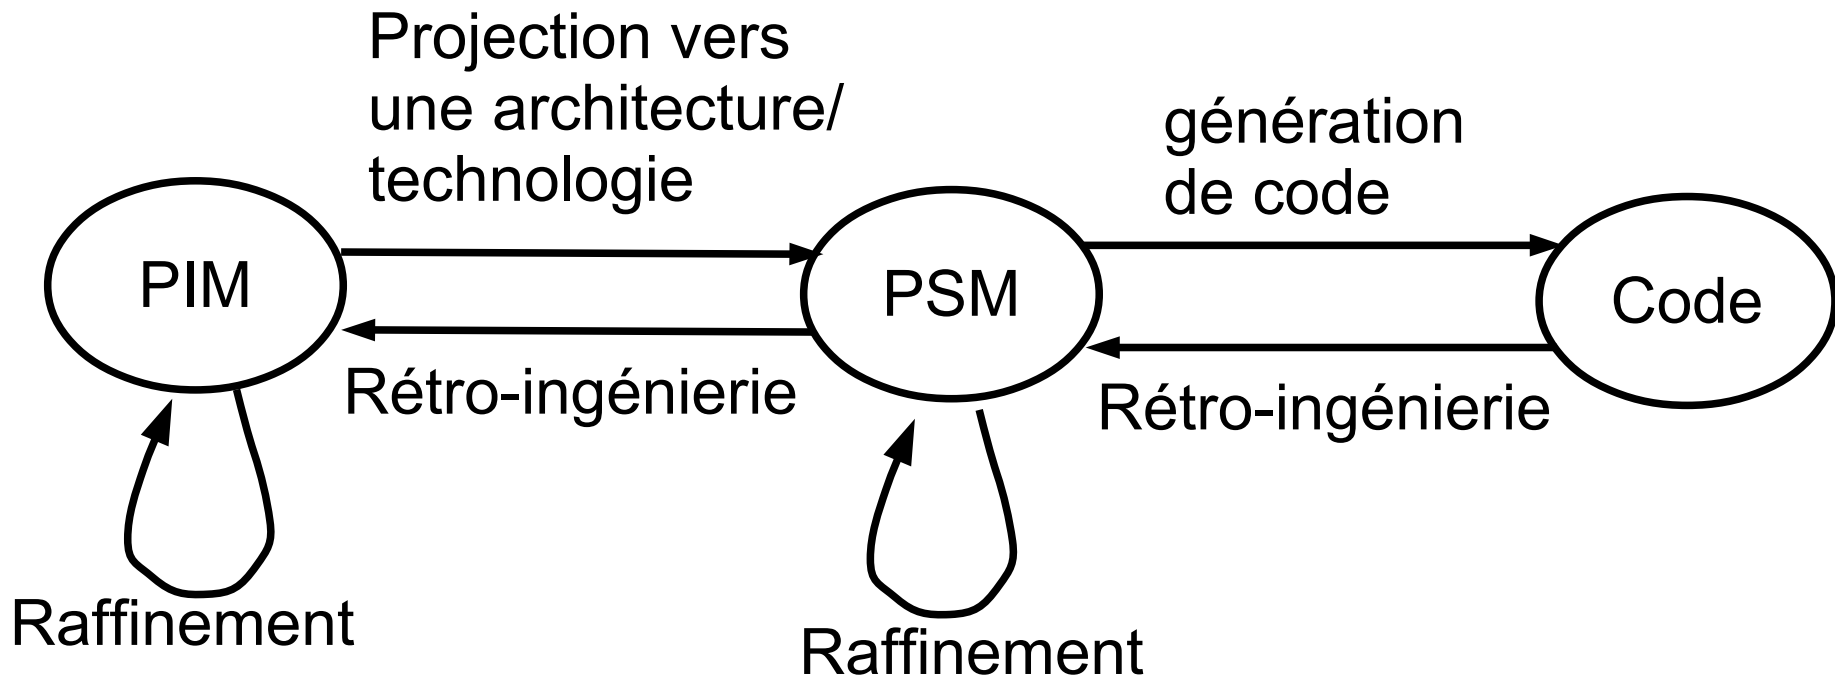 Projection vers
une architecture/
technologie
génération
de code
PIM
PSM
Code
Rétro-ingénierie
Rétro-ingénierie
Raffinement
Raffinement